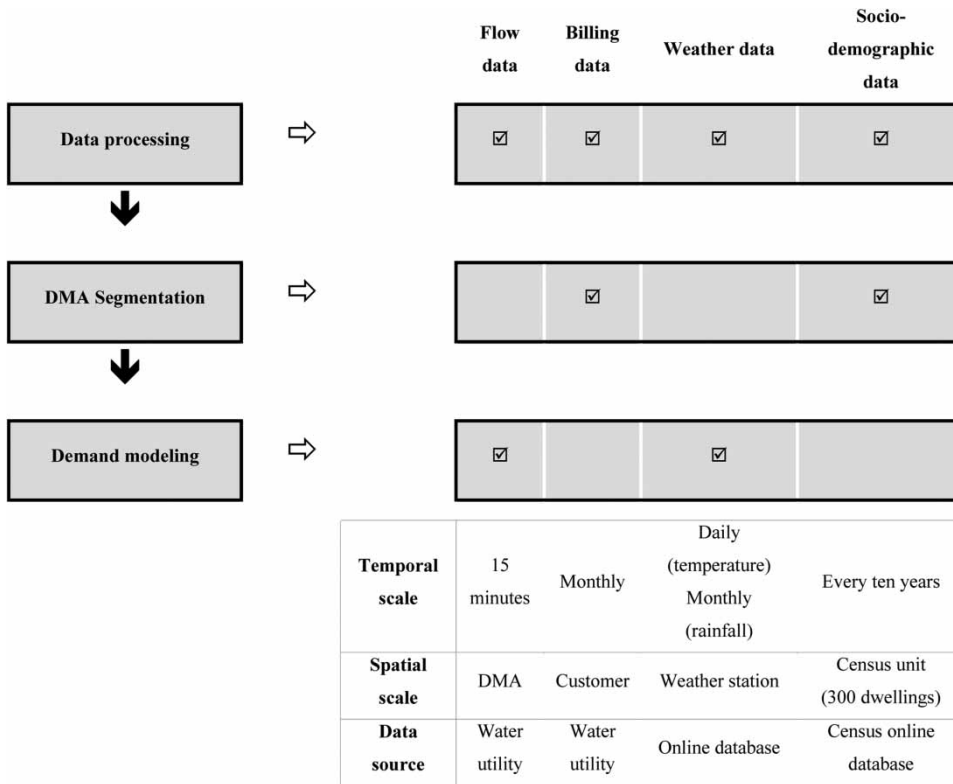 Flow data
Billing data
Weather data
Socio-demographic data
Data processing
☑ ☑ ☑ ☑
DMA Segmentation
☑ ☑
Demand modeling
☑ ☑
Temporal scale
15 minutes
Monthly
Daily (temperature)
Monthly (rainfall)
Every ten years
Spatial scale
DMA
Customer
Weather station
Census unit (300 dwellings)
Data source
Water utility
Water utility
Online database
Census online database